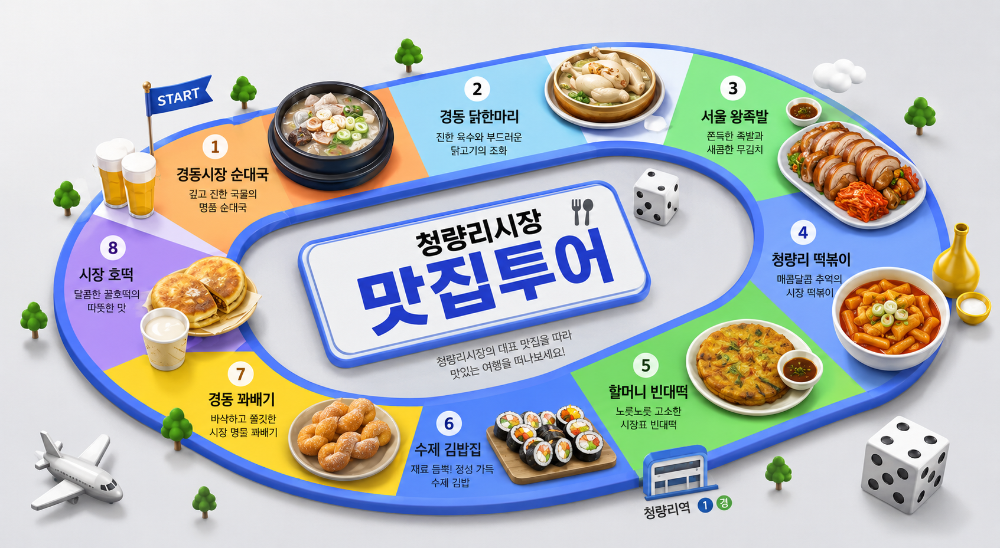 START
1
경동시장 순대국
깊고 진한 국물의
명품 순대국
2
경동 닭한마리
진한 육수와 부드러운
닭고기의 조화
3
서울 왕족발
쫀득한 족발과
새콤한 무김치
4
청량리 떡볶이
매콤달콤 추억의
시장 떡볶이
5
할머니 빈대떡
노릇노릇 고소한
시장표 빈대떡
6
수제 김밥집
재료 듬뿍! 정성 가득
수제 김밥
7
경동 꽈배기
바삭하고 쫄깃한
시장 명물 꽈배기
8
시장 호떡
달콤한 꿀호떡의
따뜻한 맛
청량리시장
맛집투어
청량리시장의 대표 맛집을 따라
맛있는 여행을 떠나보세요!
청량리역 1 경